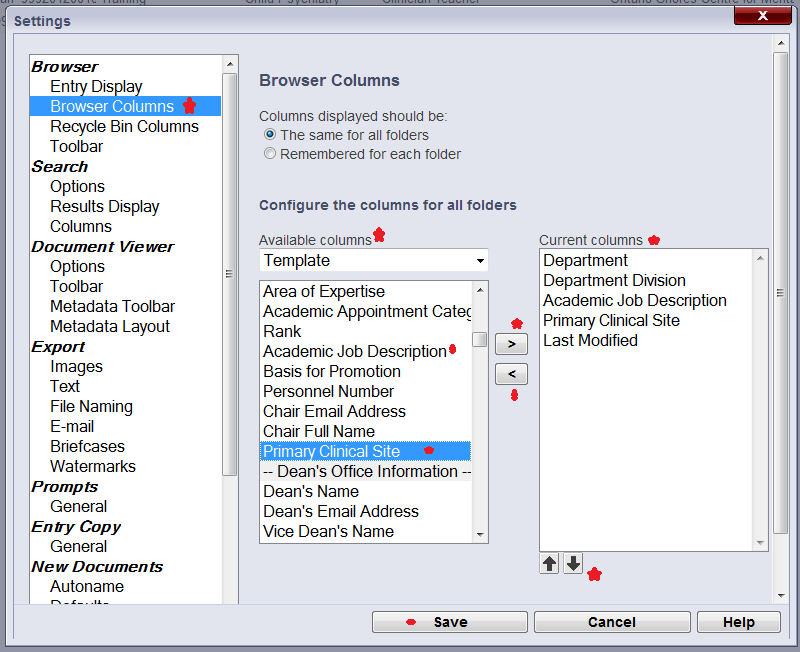 Settings
X
Browser
Entry Display
Browser Columns
Recycle Bin Columns
Toolbar
Search
Options
Results Display
Columns
Document Viewer
Options
Toolbar
Metadata Toolbar
Metadata Layout
Export
Images
Text
File Naming
E-mail
Briefcases
Watermarks
Prompts
General
Entry Copy
General
New Documents
Autoname
Defaults
Browser Columns
Columns displayed should be:
The same for all folders
Remembered for each folder
Configure the columns for all folders
Available columns
Template
Area of Expertise
Academic Appointment Categ
Rank
Academic Job Description
Basis for Promotion
Personnel Number
Chair Email Address
Chair Full Name
Primary Clinical Site
-- Dean's Office Information --
Dean's Name
Dean's Email Address
Vice Dean's Name
>
<
Current columns
Department
Department Division
Academic Job Description
Primary Clinical Site
Last Modified
Save
Cancel
Help